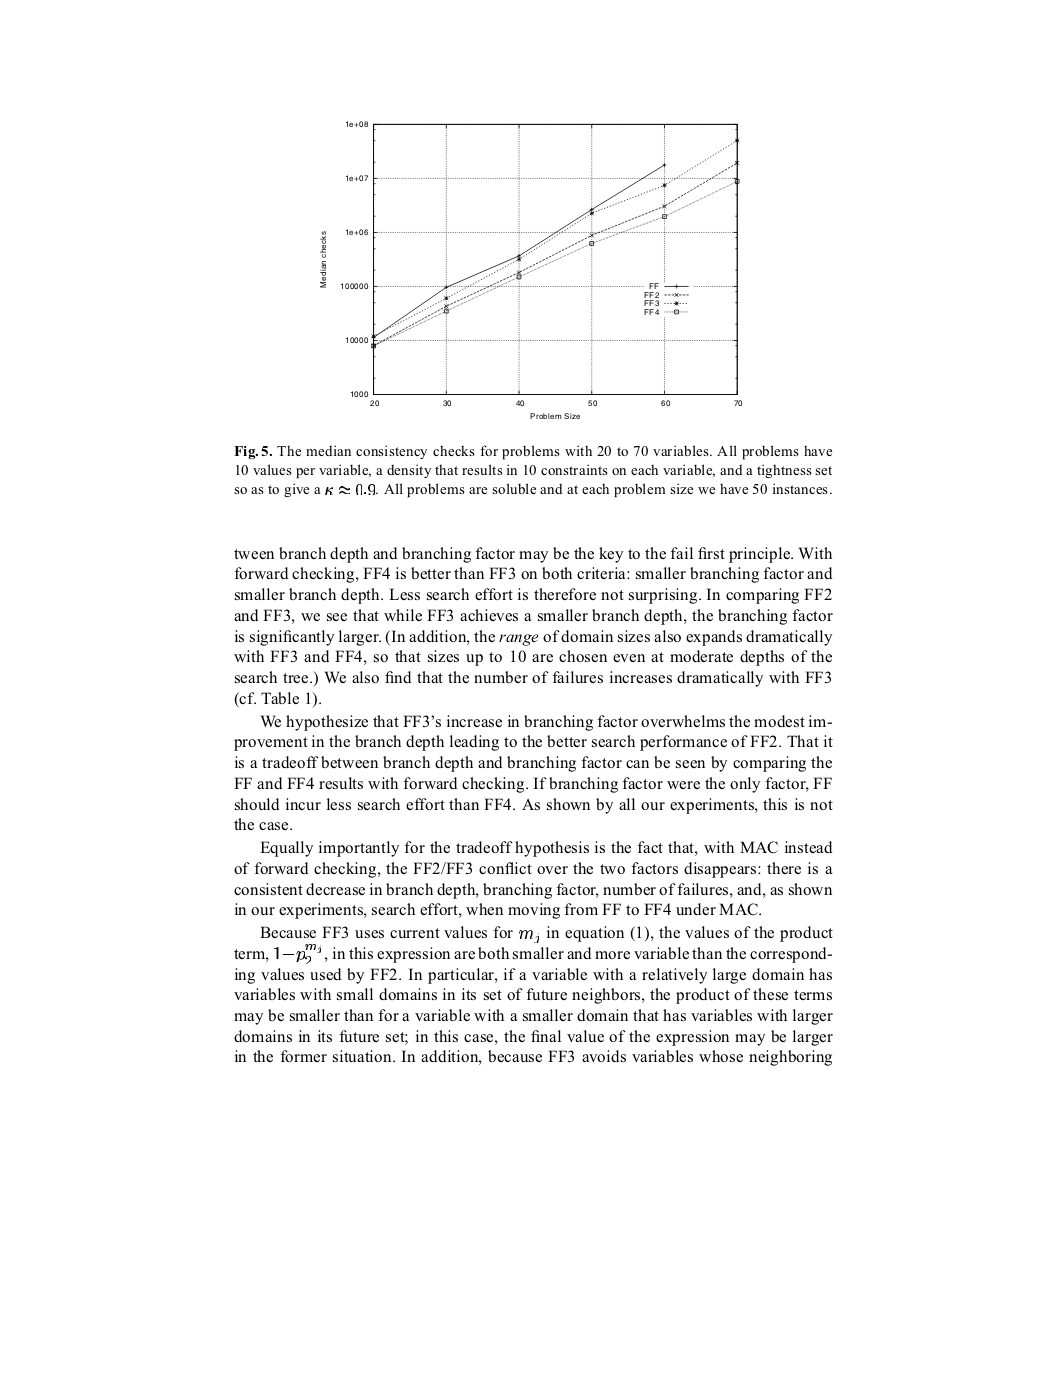 1e+08
1e+07
1e+06
100000
10000
1000
Median checks
20 30 40 50 60 70
Problem Size
FF
FF2
FF3
FF4
Fig. 5. The median consistency checks for problems with 20 to 70 variables. All problems have
10 values per variable, a density that results in 10 constraints on each variable, and a tightness set
so as to give a κ ≈ 0.9. All problems are soluble and at each problem size we have 50 instances.
tween branch depth and branching factor may be the key to the fail first principle. With
forward checking, FF4 is better than FF3 on both criteria: smaller branching factor and
smaller branch depth. Less search effort is therefore not surprising. In comparing FF2
and FF3, we see that while FF3 achieves a smaller branch depth, the branching factor
is significantly larger. (In addition, the range of domain sizes also expands dramatically
with FF3 and FF4, so that sizes up to 10 are chosen even at moderate depths of the
search tree.) We also find that the number of failures increases dramatically with FF3
(cf. Table 1).
We hypothesize that FF3's increase in branching factor overwhelms the modest im-
provement in the branch depth leading to the better search performance of FF2. That it
is a tradeoff between branch depth and branching factor can be seen by comparing the
FF and FF4 results with forward checking. If branching factor were the only factor, FF
should incur less search effort than FF4. As shown by all our experiments, this is not
the case.
Equally importantly for the tradeoff hypothesis is the fact that, with MAC instead
of forward checking, the FF2/FF3 conflict over the two factors disappears: there is a
consistent decrease in branch depth, branching factor, number of failures, and, as shown
in our experiments, search effort, when moving from FF to FF4 under MAC.
Because FF3 uses current values for m_j in equation (1), the values of the product
term, 1−p_2^{m_j}, in this expression are both smaller and more variable than the correspond-
ing values used by FF2. In particular, if a variable with a relatively large domain has
variables with small domains in its set of future neighbors, the product of these terms
may be smaller than for a variable with a smaller domain that has variables with larger
domains in its future set; in this case, the final value of the expression may be larger
in the former situation. In addition, because FF3 avoids variables whose neighboring